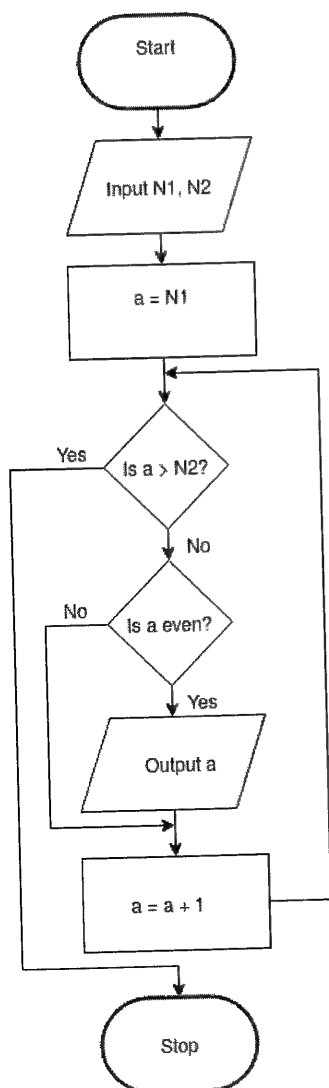 Start
Input N1, N2
a = N1
Yes
Is a > N2?
No
No
Is a even?
Yes
Output a
a = a + 1
Stop